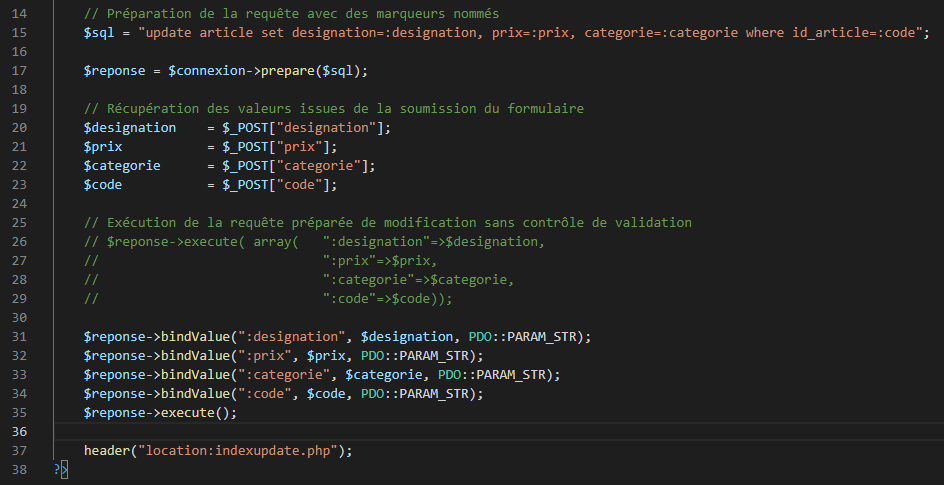 14 // Préparation de la requête avec des marqueurs nommés
15 $sql = "update article set designation=:designation, prix=:prix, categorie=:categorie where id_article=:code";
16
17 $reponse = $connexion->prepare($sql);
18
19 // Récupération des valeurs issues de la soumission du formulaire
20 $designation = $_POST["designation"];
21 $prix = $_POST["prix"];
22 $categorie = $_POST["categorie"];
23 $code = $_POST["code"];
24
25 // Exécution de la requête préparée de modification sans contrôle de validation
26 // $reponse->execute( array( ":designation"=>$designation,
27 // ":prix"=>$prix,
28 // ":categorie"=>$categorie,
29 // ":code"=>$code));
30
31 $reponse->bindValue(":designation", $designation, PDO::PARAM_STR);
32 $reponse->bindValue(":prix", $prix, PDO::PARAM_STR);
33 $reponse->bindValue(":categorie", $categorie, PDO::PARAM_STR);
34 $reponse->bindValue(":code", $code, PDO::PARAM_STR);
35 $reponse->execute();
36
37 header("location:indexupdate.php");
38 ?>